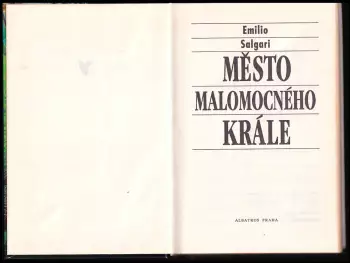 Emilio
Salgari
MĚSTO
MALOMOCNÉHO
KRÁLE
ALBATROS PRAHA